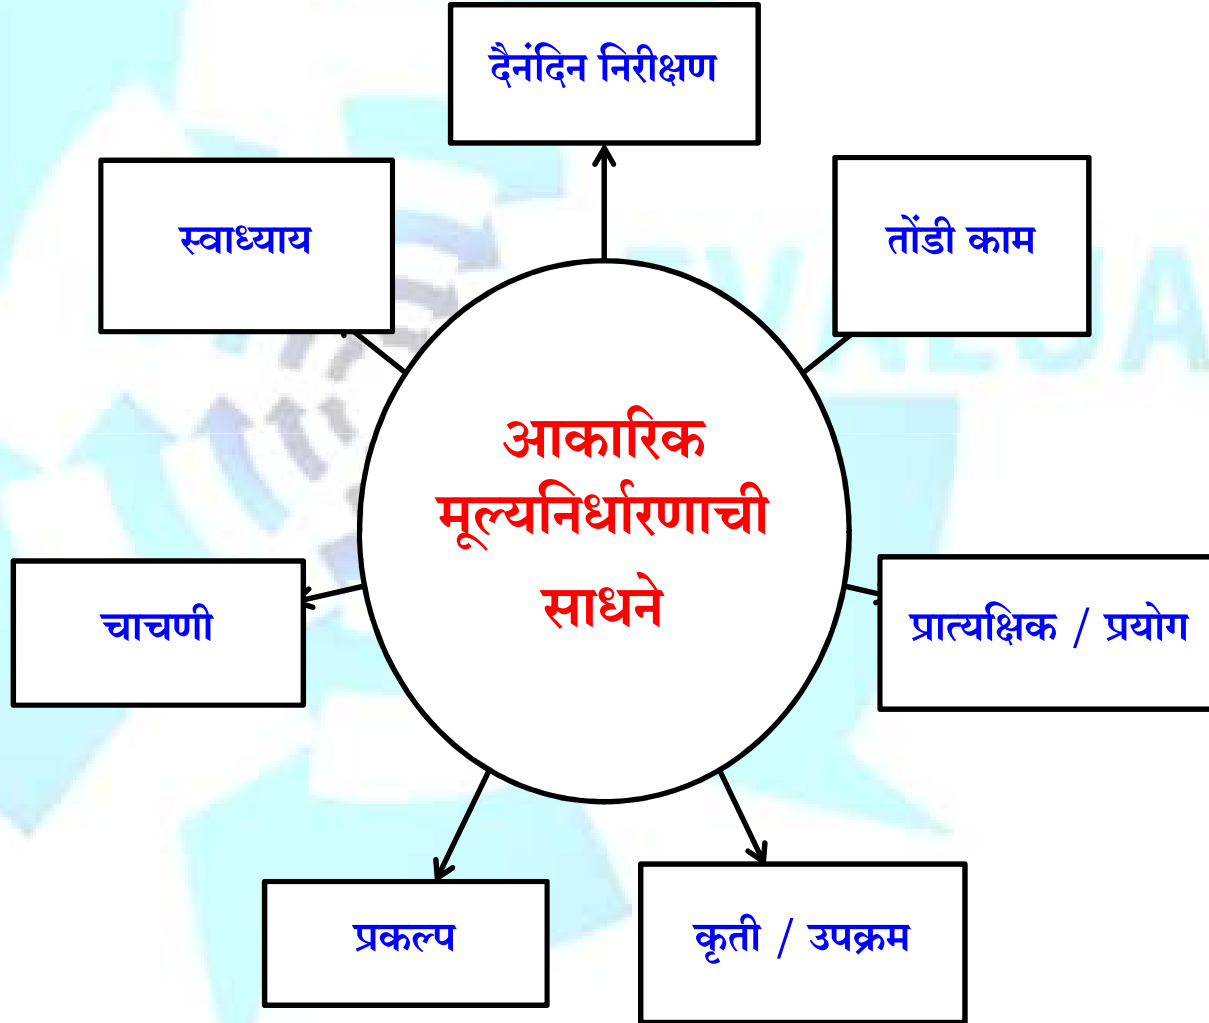 दैनंदिन निरीक्षण
स्वाध्याय
तोंडी काम
आकारिक
मूल्यनिर्धारणाची
साधने
चाचणी
प्रात्यक्षिक / प्रयोग
प्रकल्प
कृती / उपक्रम